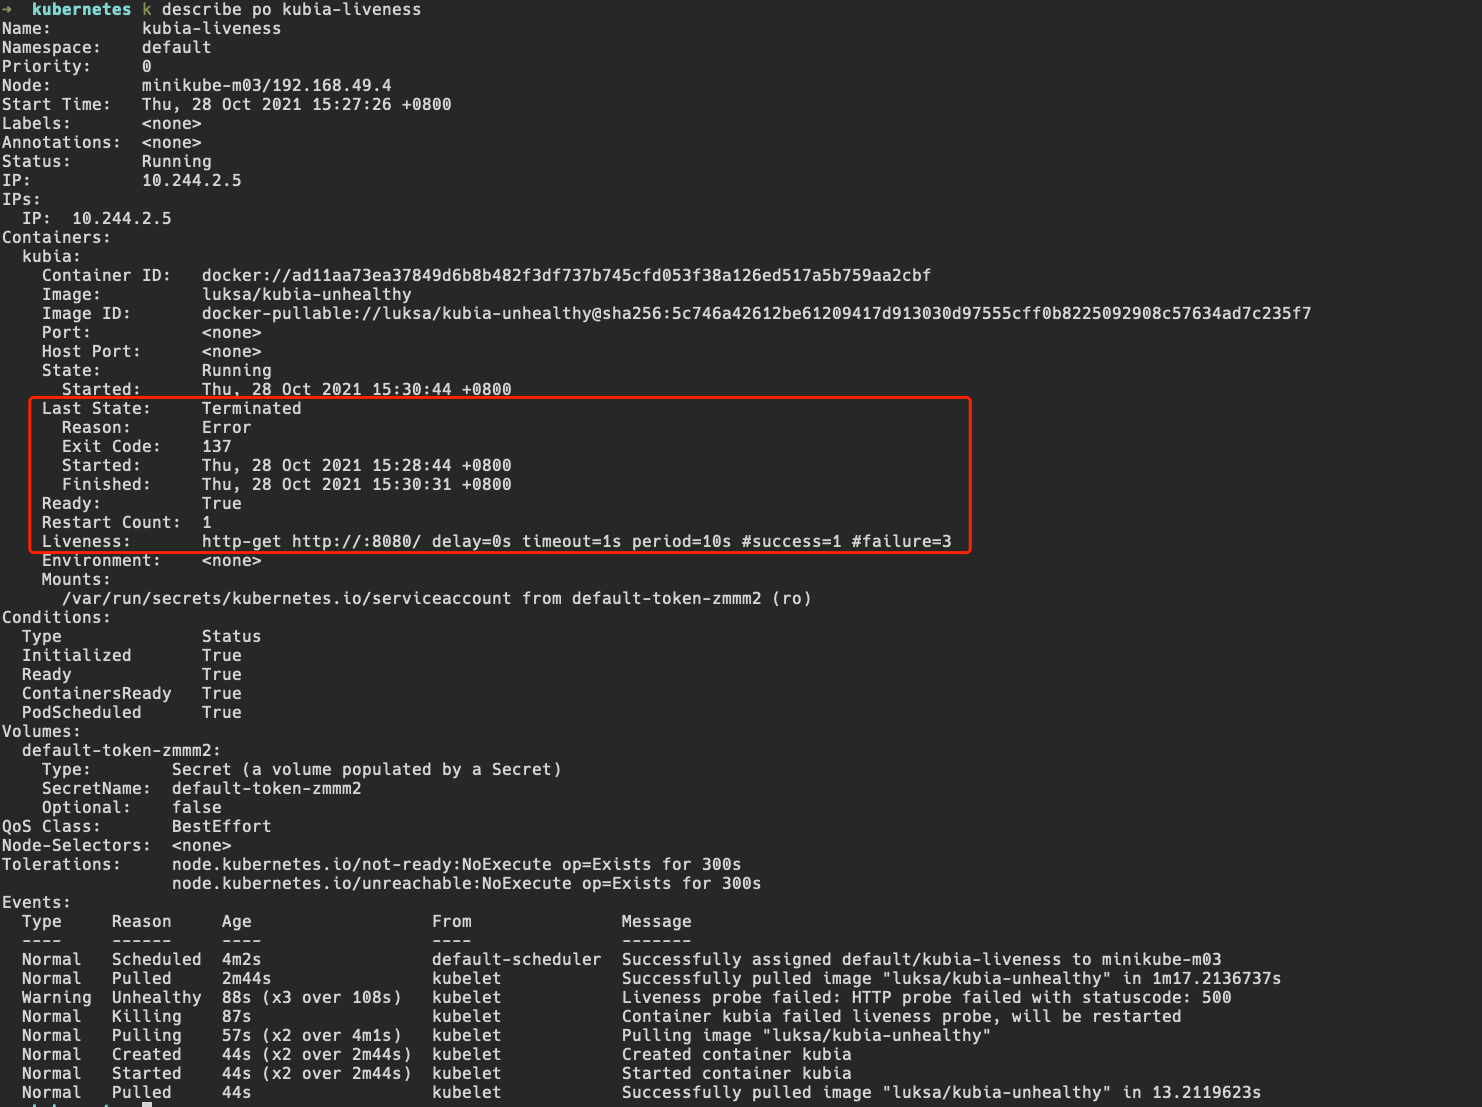 → kubernetes k describe po kubia-liveness
Name:         kubia-liveness
Namespace:    default
Priority:     0
Node:         minikube-m03/192.168.49.4
Start Time:   Thu, 28 Oct 2021 15:27:26 +0800
Labels:       <none>
Annotations:  <none>
Status:       Running
IP:           10.244.2.5
IPs:
  IP:  10.244.2.5
Containers:
  kubia:
    Container ID:   docker://ad11aa73ea37849d6b8b482f3df737b745cfd053f38a126ed517a5b759aa2cbf
    Image:          luksa/kubia-unhealthy
    Image ID:       docker-pullable://luksa/kubia-unhealthy@sha256:5c746a42612be61209417d913030d97555cff0b8225092908c57634ad7c235f7
    Port:           <none>
    Host Port:      <none>
    State:          Running
      Started:      Thu, 28 Oct 2021 15:30:44 +0800
    Last State:     Terminated
      Reason:       Error
      Exit Code:    137
      Started:      Thu, 28 Oct 2021 15:28:44 +0800
      Finished:     Thu, 28 Oct 2021 15:30:31 +0800
    Ready:          True
    Restart Count:  1
    Liveness:       http-get http://:8080/ delay=0s timeout=1s period=10s #success=1 #failure=3
    Environment:    <none>
    Mounts:
      /var/run/secrets/kubernetes.io/serviceaccount from default-token-zmmm2 (ro)
Conditions:
  Type              Status
  Initialized       True
  Ready             True
  ContainersReady   True
  PodScheduled      True
Volumes:
  default-token-zmmm2:
    Type:        Secret (a volume populated by a Secret)
    SecretName:  default-token-zmmm2
    Optional:    false
QoS Class:       BestEffort
Node-Selectors:  <none>
Tolerations:     node.kubernetes.io/not-ready:NoExecute op=Exists for 300s
                 node.kubernetes.io/unreachable:NoExecute op=Exists for 300s
Events:
  Type     Reason     Age                  From               Message
  ----     ------     ----                 ----               -------
  Normal   Scheduled  4m2s                 default-scheduler  Successfully assigned default/kubia-liveness to minikube-m03
  Normal   Pulled     2m44s                kubelet            Successfully pulled image "luksa/kubia-unhealthy" in 1m17.2136737s
  Warning  Unhealthy  88s (x3 over 108s)   kubelet            Liveness probe failed: HTTP probe failed with statuscode: 500
  Normal   Killing    87s                  kubelet            Container kubia failed liveness probe, will be restarted
  Normal   Pulling    57s (x2 over 4m1s)   kubelet            Pulling image "luksa/kubia-unhealthy"
  Normal   Created    44s (x2 over 2m44s)  kubelet            Created container kubia
  Normal   Started    44s (x2 over 2m44s)  kubelet            Started container kubia
  Normal   Pulled     44s                  kubelet            Successfully pulled image "luksa/kubia-unhealthy" in 13.2119623s